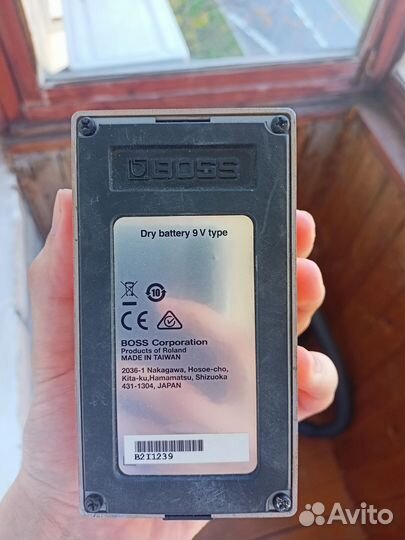 BOSS
Dry battery 9 V type
10
CE
BOSS Corporation
Products of Roland
MADE IN TAIWAN
2036-1 Nakagawa, Hosoe-cho,
Kita-ku,Hamamatsu, Shizuoka
431-1304, JAPAN
B2I1239
Avito